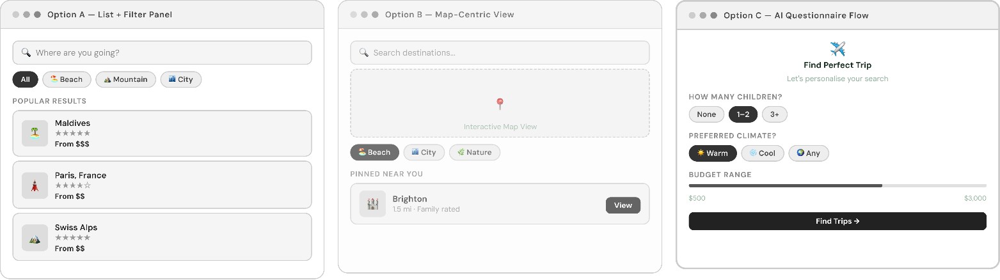 Option A — List + Filter Panel
Where are you going?
All
Beach
Mountain
City
POPULAR RESULTS
Maldives
★★★★★
From $$$
Paris, France
★★★★☆
From $$
Swiss Alps
★★★★★
From $$
Option B — Map-Centric View
Search destinations...
Interactive Map View
Beach
City
Nature
PINNED NEAR YOU
Brighton
1.5 mi · Family rated
View
Option C — AI Questionnaire Flow
Find Perfect Trip
Let's personalise your search
HOW MANY CHILDREN?
None
1–2
3+
PREFERRED CLIMATE?
Warm
Cool
Any
BUDGET RANGE
$500
$3,000
Find Trips →